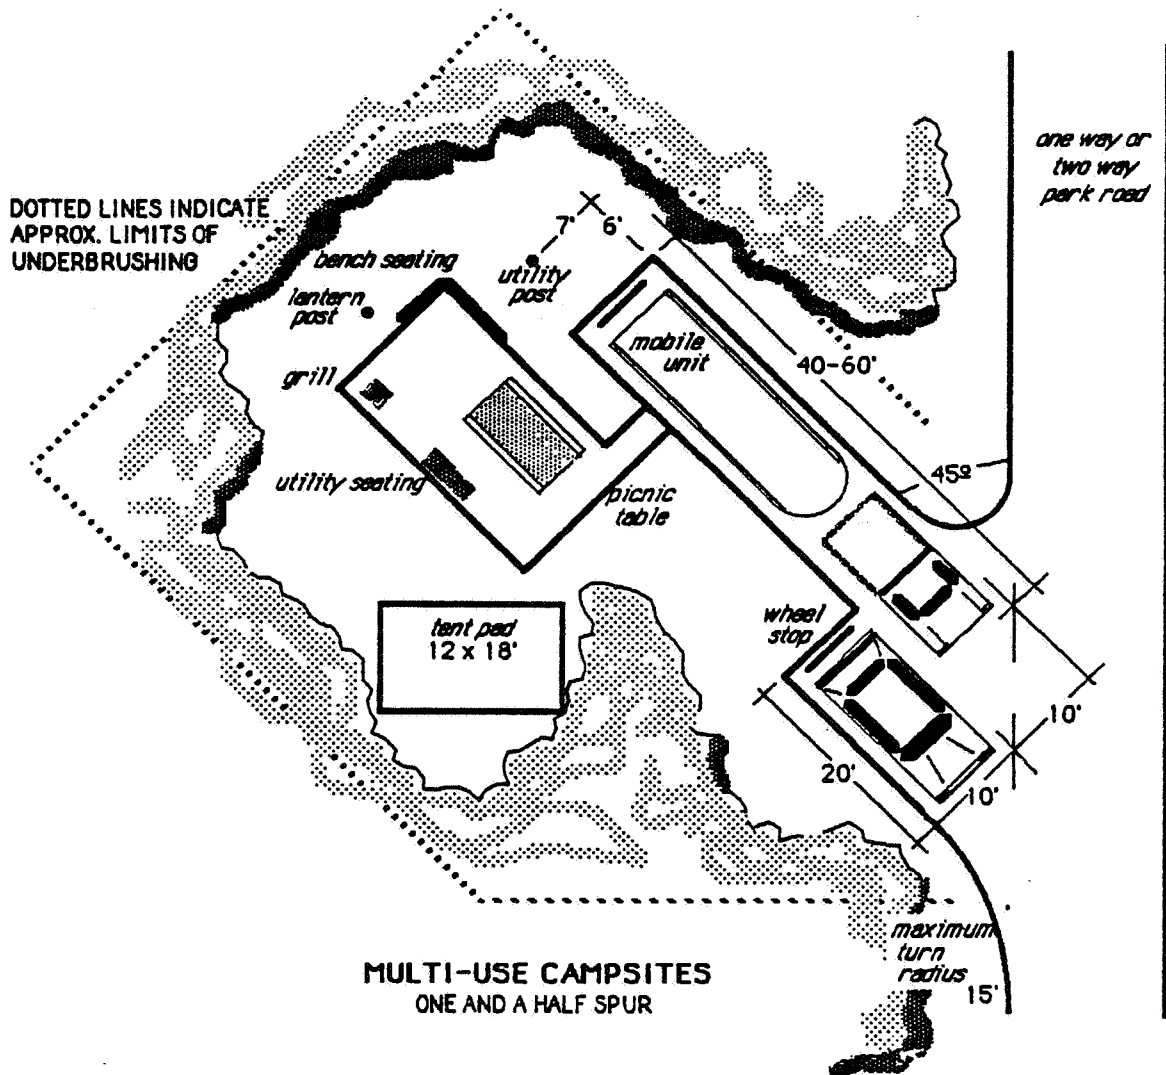 one way or
two way
park road
DOTTED LINES INDICATE
APPROX. LIMITS OF
UNDERBRUSHING
7'
6'
bench seating
utility
post
lantern
post
grill
mobile
unit
40-60'
45º
utility seating
picnic
table
wheel
stop
tent pad
12 x 18'
10'
20'
10'
maximum
turn
radius
15'
MULTI-USE CAMPSITES
ONE AND A HALF SPUR